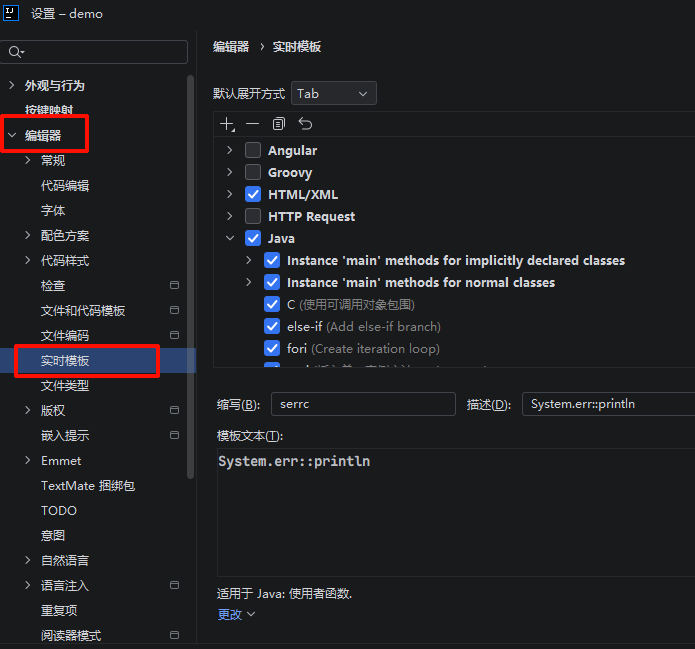 设置 – demo
外观与行为
按键映射
编辑器
常规
代码编辑
字体
配色方案
代码样式
检查
文件和代码模板
文件编码
实时模板
文件类型
版权
嵌入提示
Emmet
TextMate 捆绑包
TODO
意图
自然语言
语言注入
重复项
阅读器模式
编辑器 › 实时模板
默认展开方式 Tab
Angular
Groovy
HTML/XML
HTTP Request
Java
Instance 'main' methods for implicitly declared classes
Instance 'main' methods for normal classes
C (使用可调用对象包围)
else-if (Add else-if branch)
fori (Create iteration loop)
缩写(B): serrc 描述(D): System.err::println
模板文本(T):
System.err::println
适用于 Java: 使用者函数.
更改